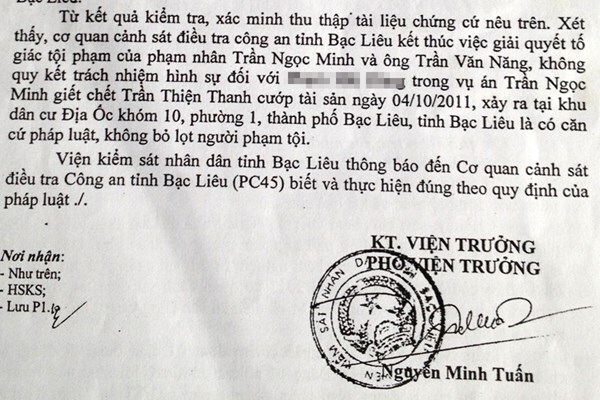 Bạc Liêu.
Từ kết quả kiểm tra, xác minh thu thập tài liệu chứng cứ nêu trên. Xét
thấy, cơ quan cảnh sát điều tra công an tỉnh Bạc Liêu kết thúc việc giải quyết tố
giác tội phạm của phạm nhân Trần Ngọc Minh và ông Trần Văn Năng, không
quy kết trách nhiệm hình sự đối với trong vụ án Trần Ngọc
Minh giết chết Trần Thiện Thanh cướp tài sản ngày 04/10/2011, xảy ra tại khu
dân cư Địa Ốc khóm 10, phường 1, thành phố Bạc Liêu, tỉnh Bạc Liêu là có căn
cứ pháp luật, không bỏ lọt người phạm tội.
Viện kiểm sát nhân dân tỉnh Bạc Liêu thông báo đến Cơ quan cảnh sát
điều tra Công an tỉnh Bạc Liêu (PC45) biết và thực hiện đúng theo quy định của
pháp luật ./.
KT. VIỆN TRƯỞNG
PHÓ VIỆN TRƯỞNG
Nơi nhận:
- Như trên;
- HSKS;
- Lưu P1.
VIEN KIEM SAT NHAN DAN
Nguyễn Minh Tuấn